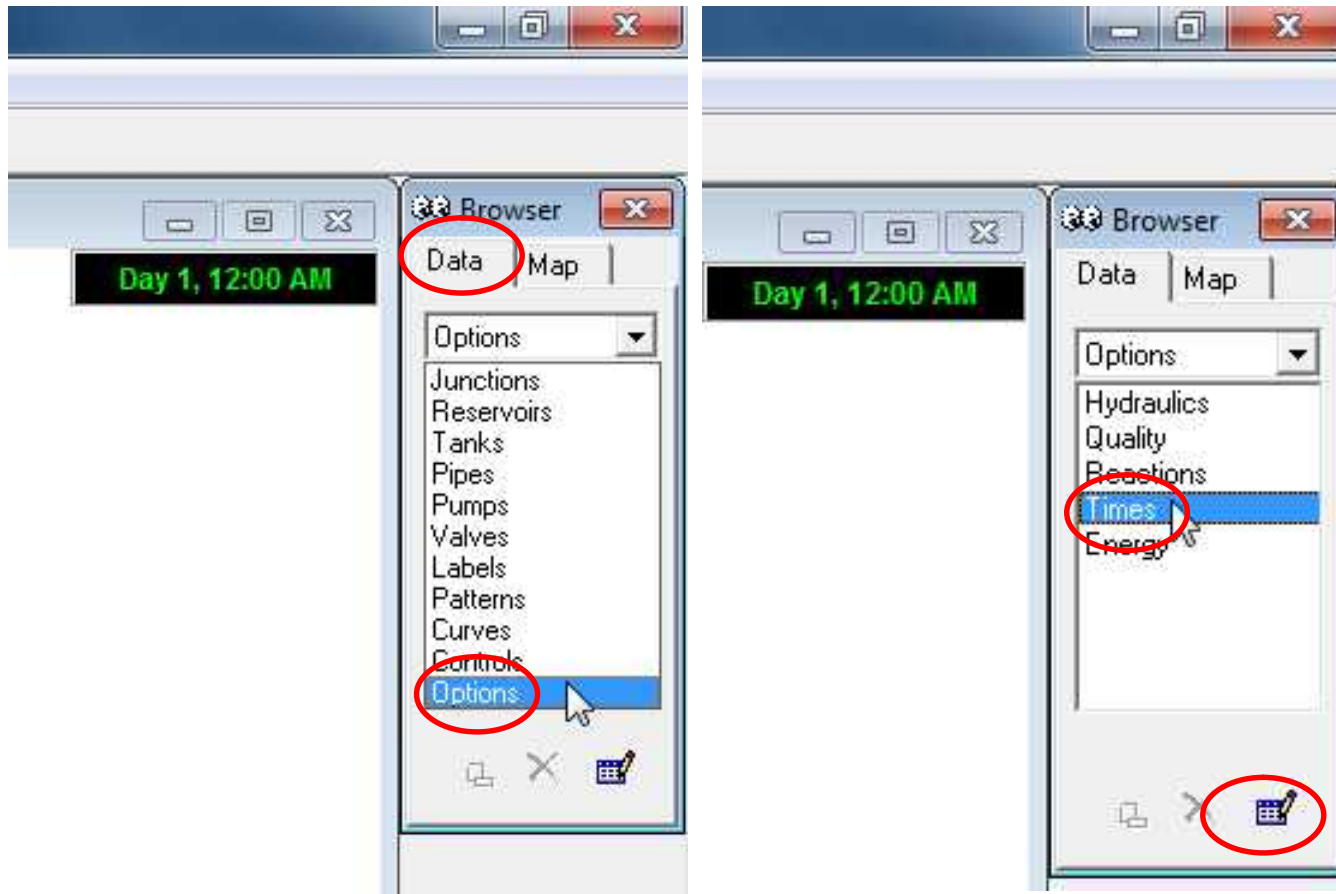 Browser
Data Map
Day 1, 12:00 AM
Options
Junctions
Reservoirs
Tanks
Pipes
Pumps
Valves
Labels
Patterns
Curves
Controls
Options
Browser
Data Map
Day 1, 12:00 AM
Options
Hydraulics
Quality
Reactions
Times
Energy